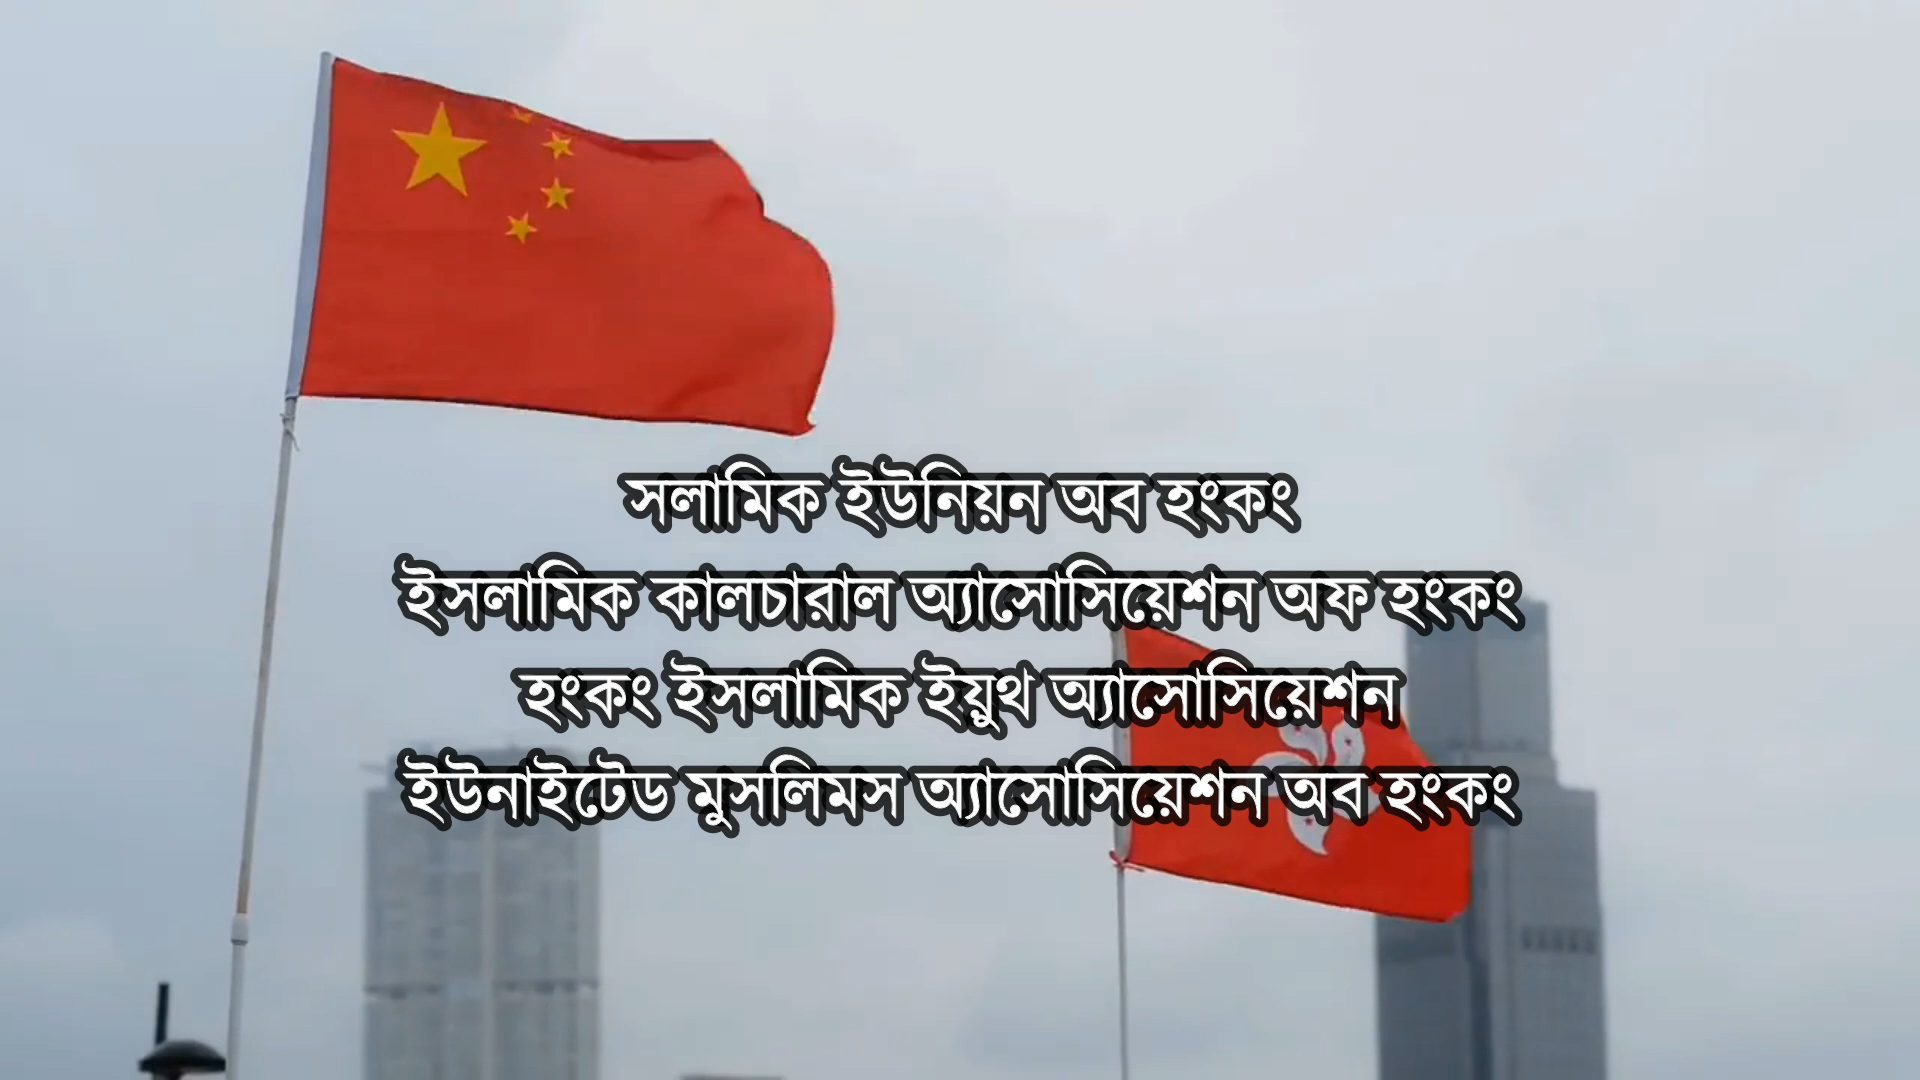 সলামিক ইউনিয়ন অব হংকং
ইসলামিক কালচারাল অ্যাসোসিয়েশন অফ হংকং
হংকং ইসলামিক ইয়ুথ অ্যাসোসিয়েশন
ইউনাইটেড মুসলিমস অ্যাসোসিয়েশন অব হংকং